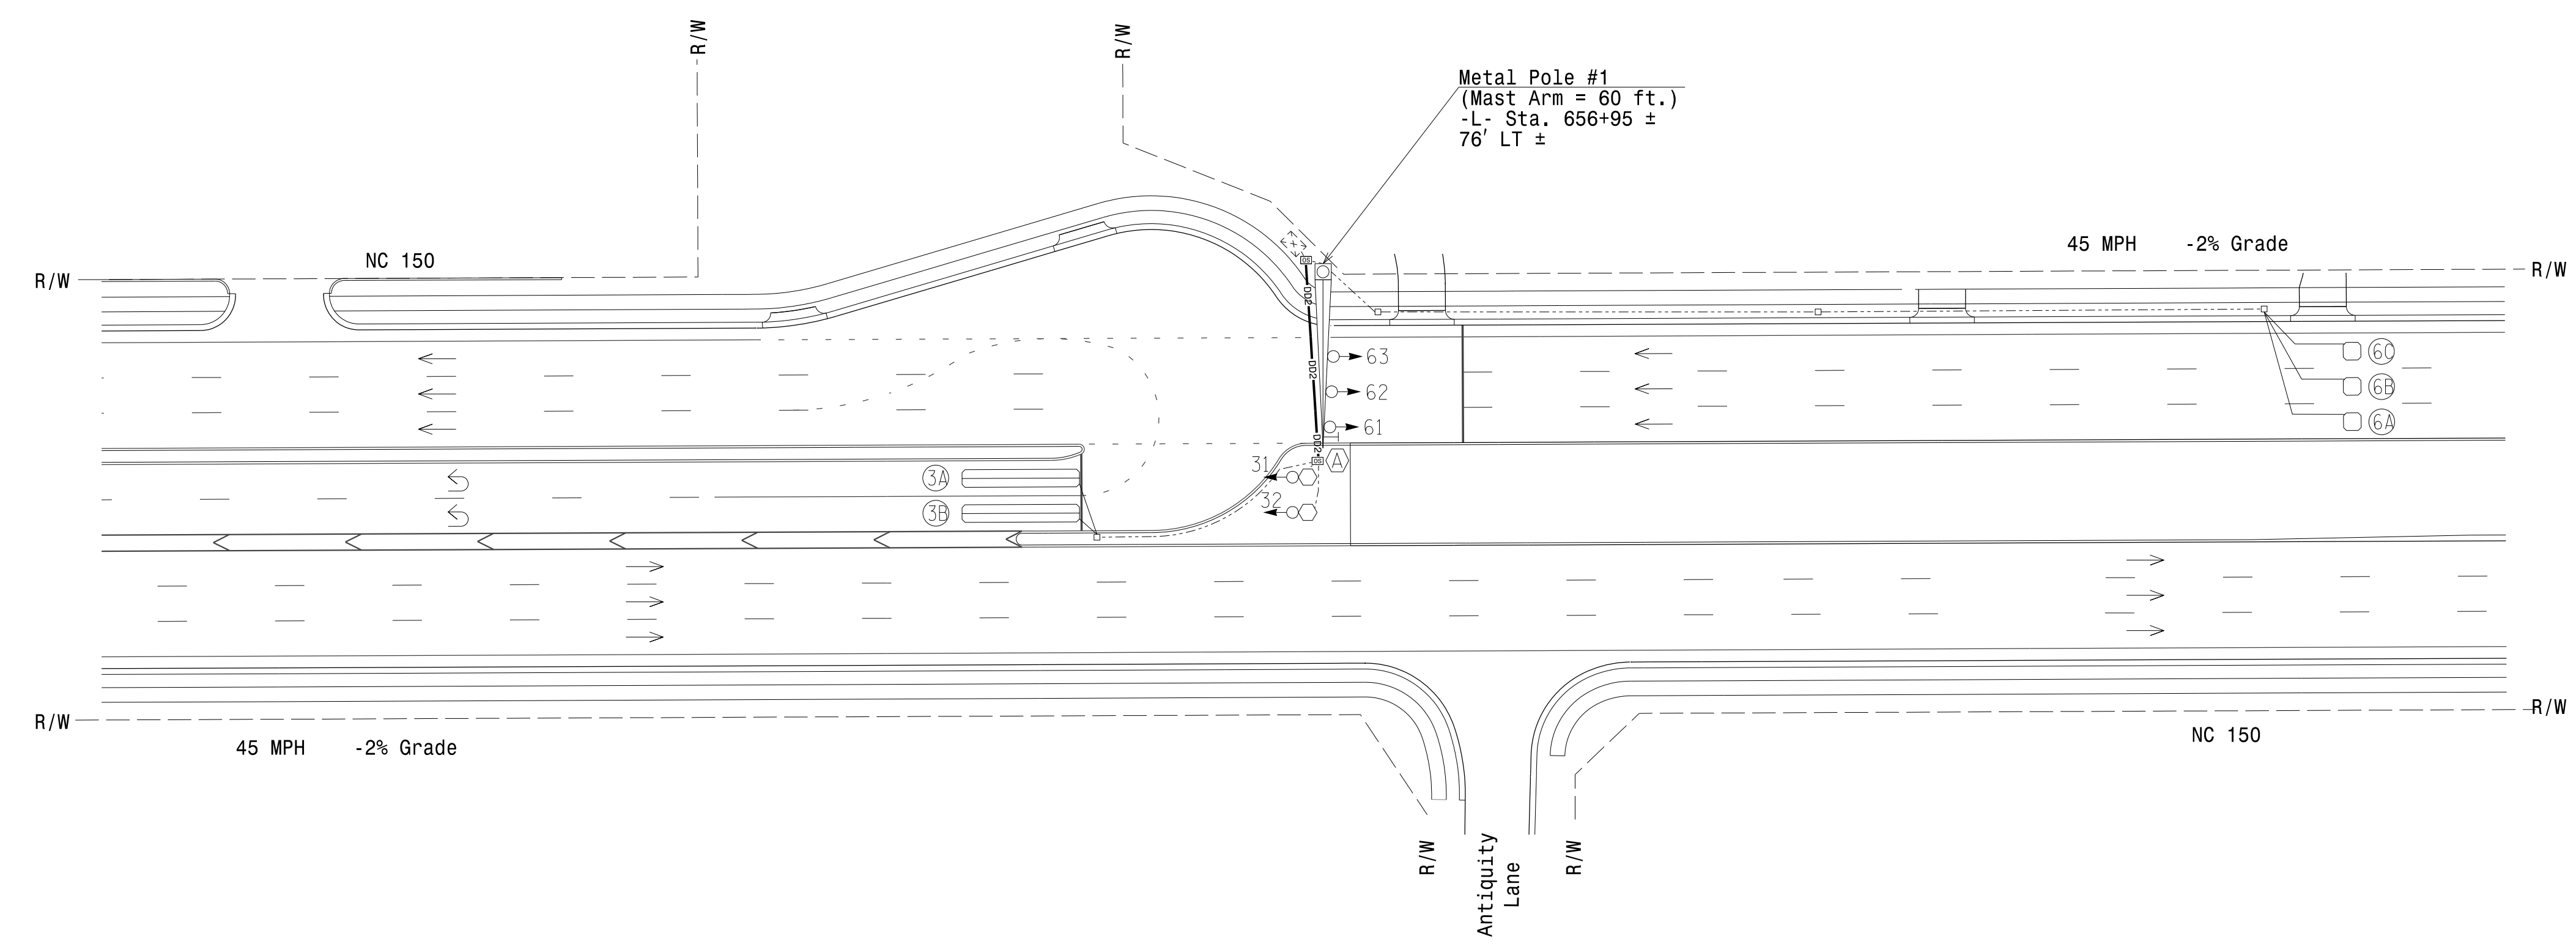 R/W
R/W
Metal Pole #1
(Mast Arm = 60 ft.)
-L- Sta. 656+95 ±
76' LT ±
NC 150
45 MPH -2% Grade
R/W
R/W
DD2
DD2
DD2
63
62
61
6C
6B
6A
3A
3B
31
32
A
R/W
R/W
45 MPH -2% Grade
NC 150
R/W
R/W
Antiquity
Lane